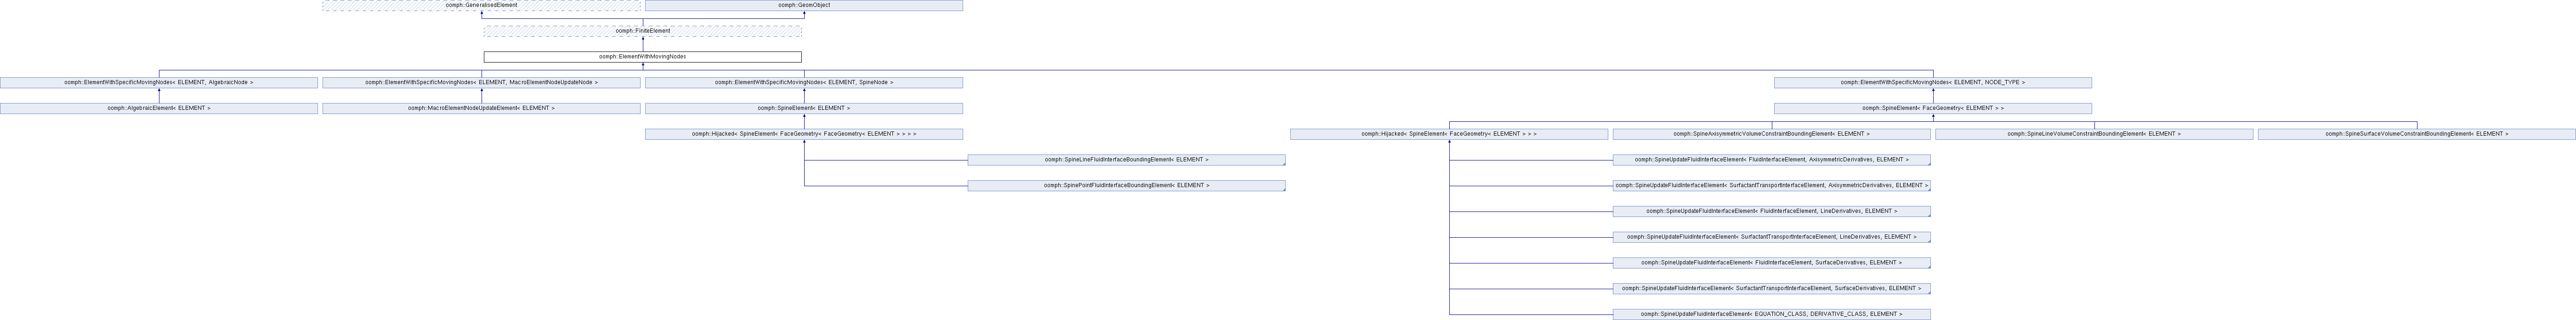 oomph::GeneralisedElement
oomph::GeomObject
oomph::FiniteElement
oomph::ElementWithMovingNodes
oomph::ElementWithSpecificMovingNodes< ELEMENT, AlgebraicNode >
oomph::ElementWithSpecificMovingNodes< ELEMENT, MacroElementNodeUpdateNode >
oomph::ElementWithSpecificMovingNodes< ELEMENT, SpineNode >
oomph::ElementWithSpecificMovingNodes< ELEMENT, NODE_TYPE >
oomph::AlgebraicElement< ELEMENT >
oomph::MacroElementNodeUpdateElement< ELEMENT >
oomph::SpineElement< ELEMENT >
oomph::SpineElement< FaceGeometry< ELEMENT > >
oomph::Hijacked< SpineElement< FaceGeometry< FaceGeometry< ELEMENT > > > >
oomph::Hijacked< SpineElement< FaceGeometry< ELEMENT > > >
oomph::SpineAxisymmetricVolumeConstraintBoundingElement< ELEMENT >
oomph::SpineLineVolumeConstraintBoundingElement< ELEMENT >
oomph::SpineSurfaceVolumeConstraintBoundingElement< ELEMENT >
oomph::SpineLineFluidInterfaceBoundingElement< ELEMENT >
oomph::SpineUpdateFluidInterfaceElement< FluidInterfaceElement, AxisymmetricDerivatives, ELEMENT >
oomph::SpinePointFluidInterfaceBoundingElement< ELEMENT >
oomph::SpineUpdateFluidInterfaceElement< SurfactantTransportInterfaceElement, AxisymmetricDerivatives, ELEMENT >
oomph::SpineUpdateFluidInterfaceElement< FluidInterfaceElement, LineDerivatives, ELEMENT >
oomph::SpineUpdateFluidInterfaceElement< SurfactantTransportInterfaceElement, LineDerivatives, ELEMENT >
oomph::SpineUpdateFluidInterfaceElement< FluidInterfaceElement, SurfaceDerivatives, ELEMENT >
oomph::SpineUpdateFluidInterfaceElement< SurfactantTransportInterfaceElement, SurfaceDerivatives, ELEMENT >
oomph::SpineUpdateFluidInterfaceElement< EQUATION_CLASS, DERIVATIVE_CLASS, ELEMENT >